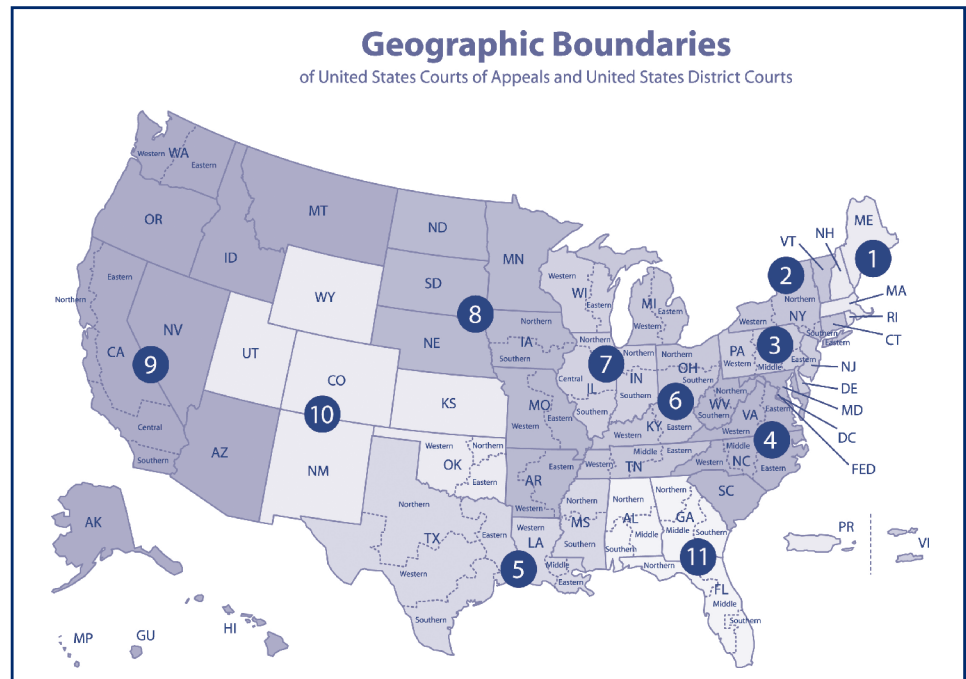 Geographic Boundaries
of United States Courts of Appeals and United States District Courts
Western WA
Eastern
OR
ID
MT
ND
SD
MN
8
NE
WY
UT
CO
10
KS
NV
9
Northern
Eastern
CA
Central
Southern
AZ
NM
Western
Northern
OK
Eastern
Northern
TX
Eastern
Western
Southern
Northern
IA
Southern
MO
Eastern
Western
Eastern
AR
Western
Western
LA
Middle
Eastern
5
Western
WI
Eastern
7
Northern
Central
IL
Southern
MI
Eastern
Western
Northern
IN
Southern
Northern
OH
Southern
6
KY
Eastern
Western
Western
TN
Middle
Eastern
Northern
MS
Southern
Northern
AL
Middle
Southern
Northern
GA
Middle
Southern
11
Northern
FL
Middle
Southern
ME
1
NH
VT
2
Northern
NY
Western
Southern
Eastern
MA
RI
CT
3
PA
Western
Middle
Eastern
NJ
DE
MD
DC
FED
Northern
WV
Southern
VA
Eastern
Western
4
Western
Middle
NC
Eastern
SC
PR
VI
AK
HI
MP
GU